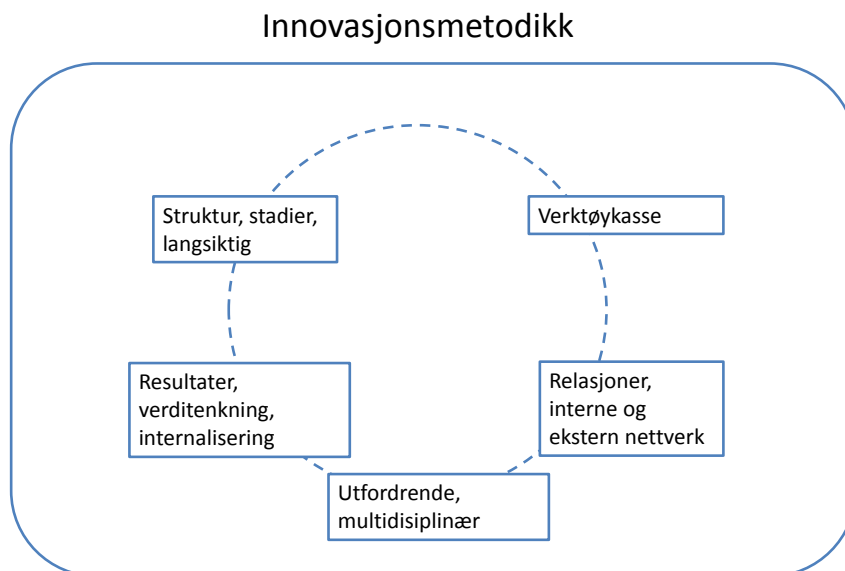 Innovasjonsmetodikk
Struktur, stadier,
langsiktig
Verktøykasse
Resultater,
verditenkning,
internalisering
Relasjoner,
interne og
ekstern nettverk
Utfordrende,
multidisiplinær